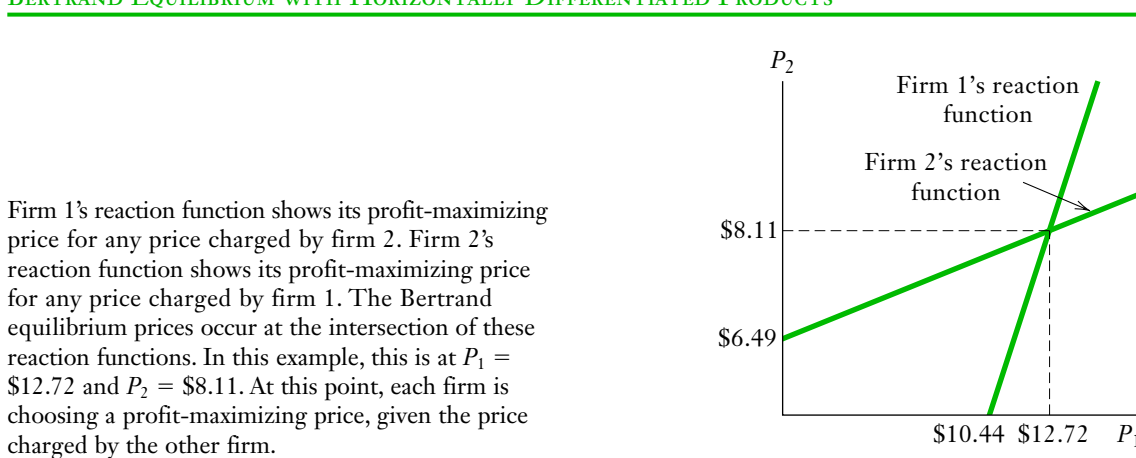 BERTRAND EQUILIBRIUM WITH HORIZONTALLY DIFFERENTIATED PRODUCTS
Firm 1's reaction function shows its profit-maximizing
price for any price charged by firm 2. Firm 2's
reaction function shows its profit-maximizing price
for any price charged by firm 1. The Bertrand
equilibrium prices occur at the intersection of these
reaction functions. In this example, this is at P₁ =
$12.72 and P₂ = $8.11. At this point, each firm is
choosing a profit-maximizing price, given the price
charged by the other firm.
P₂
Firm 1's reaction
function
Firm 2's reaction
function
$8.11
$6.49
$10.44 $12.72 P₁